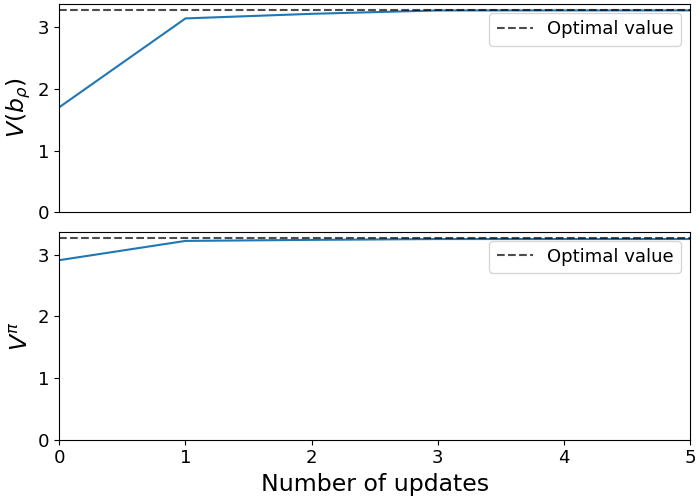 3
2
1
0
V(b_ρ)
Optimal value
3
2
1
0
V^π
Optimal value
0 1 2 3 4 5
Number of updates